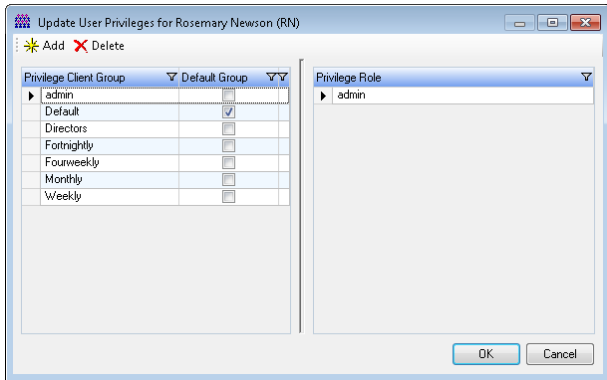 Update User Privileges for Rosemary Newson (RN)
Add Delete
Privilege Client Group Default Group
admin
Default
Directors
Fortnightly
Fourweekly
Monthly
Weekly
Privilege Role
admin
OK Cancel